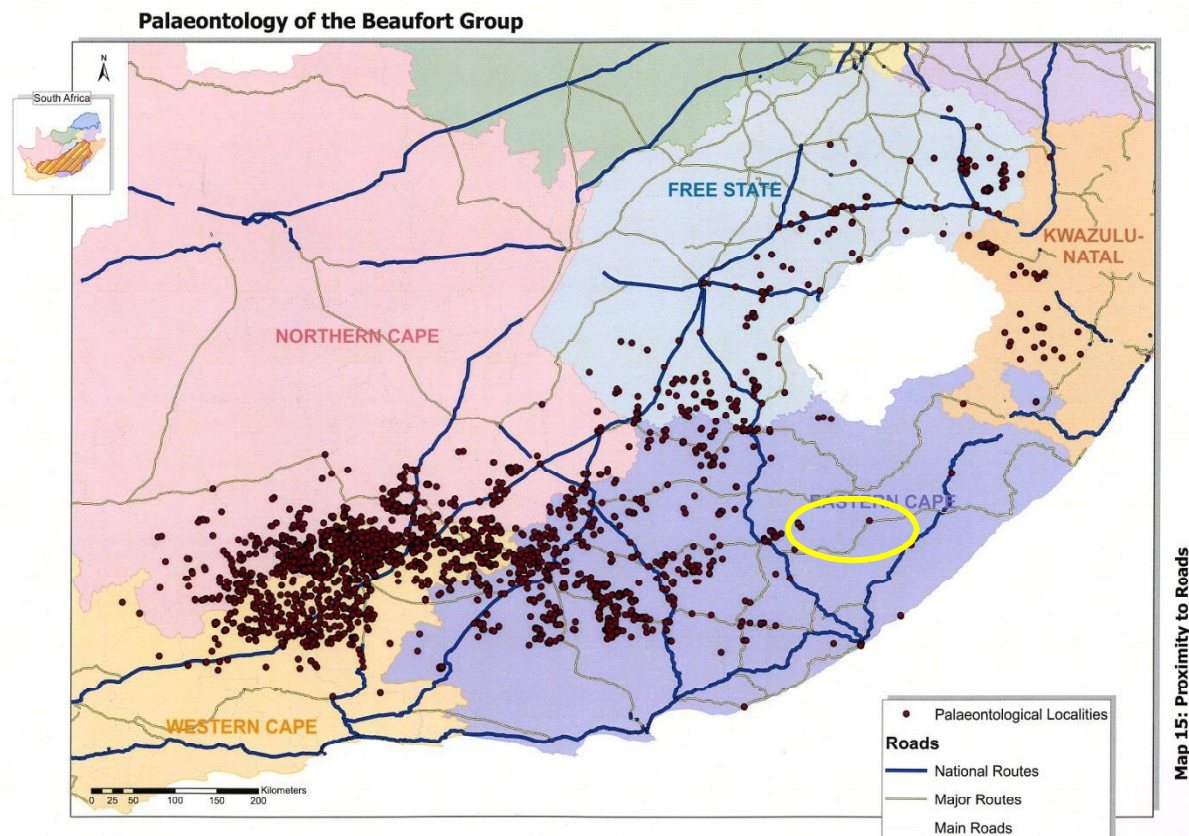 Palaeontology of the Beaufort Group
N
South Africa
FREE STATE
KWAZULU-
NATAL
NORTHERN CAPE
EASTERN CAPE
WESTERN CAPE
Kilometers
0 25 50 100 150 200
Palaeontological Localities
Roads
National Routes
Major Routes
Main Roads
Map 15: Proximity to Roads